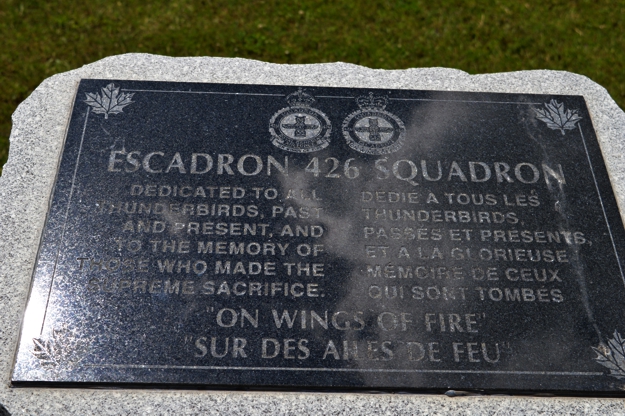 ESCADRON 426 SQUADRON
DEDICATED TO ALL
THUNDERBIRDS, PAST
AND PRESENT, AND
TO THE MEMORY OF
THOSE WHO MADE THE
SUPREME SACRIFICE.
DEDIE A TOUS LES
THUNDERBIRDS,
PASSES ET PRESENTS,
ET A LA GLORIEUSE
MÉMOIRE DE CEUX
QUI SONT TOMBÉS
"ON WINGS OF FIRE"
"SUR DES AILES DE FEU"